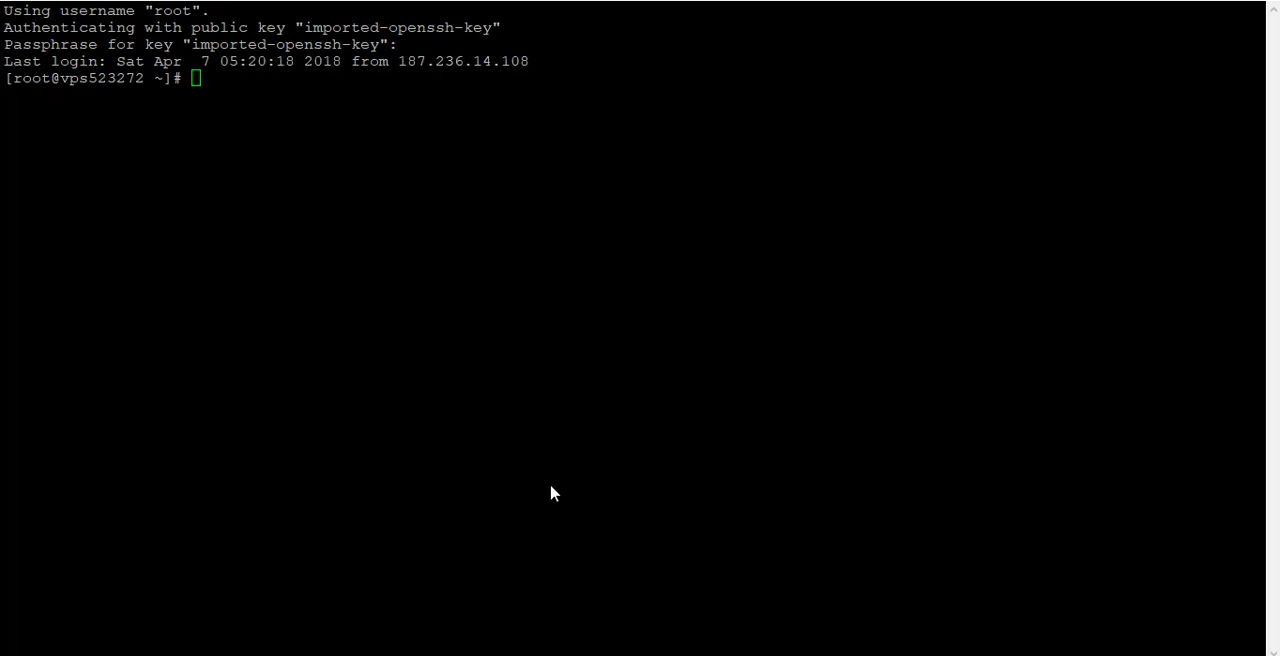 Using username "root".
Authenticating with public key "imported-openssh-key"
Passphrase for key "imported-openssh-key":
Last login: Sat Apr  7 05:20:18 2018 from 187.236.14.108
[root@vps523272 ~]#